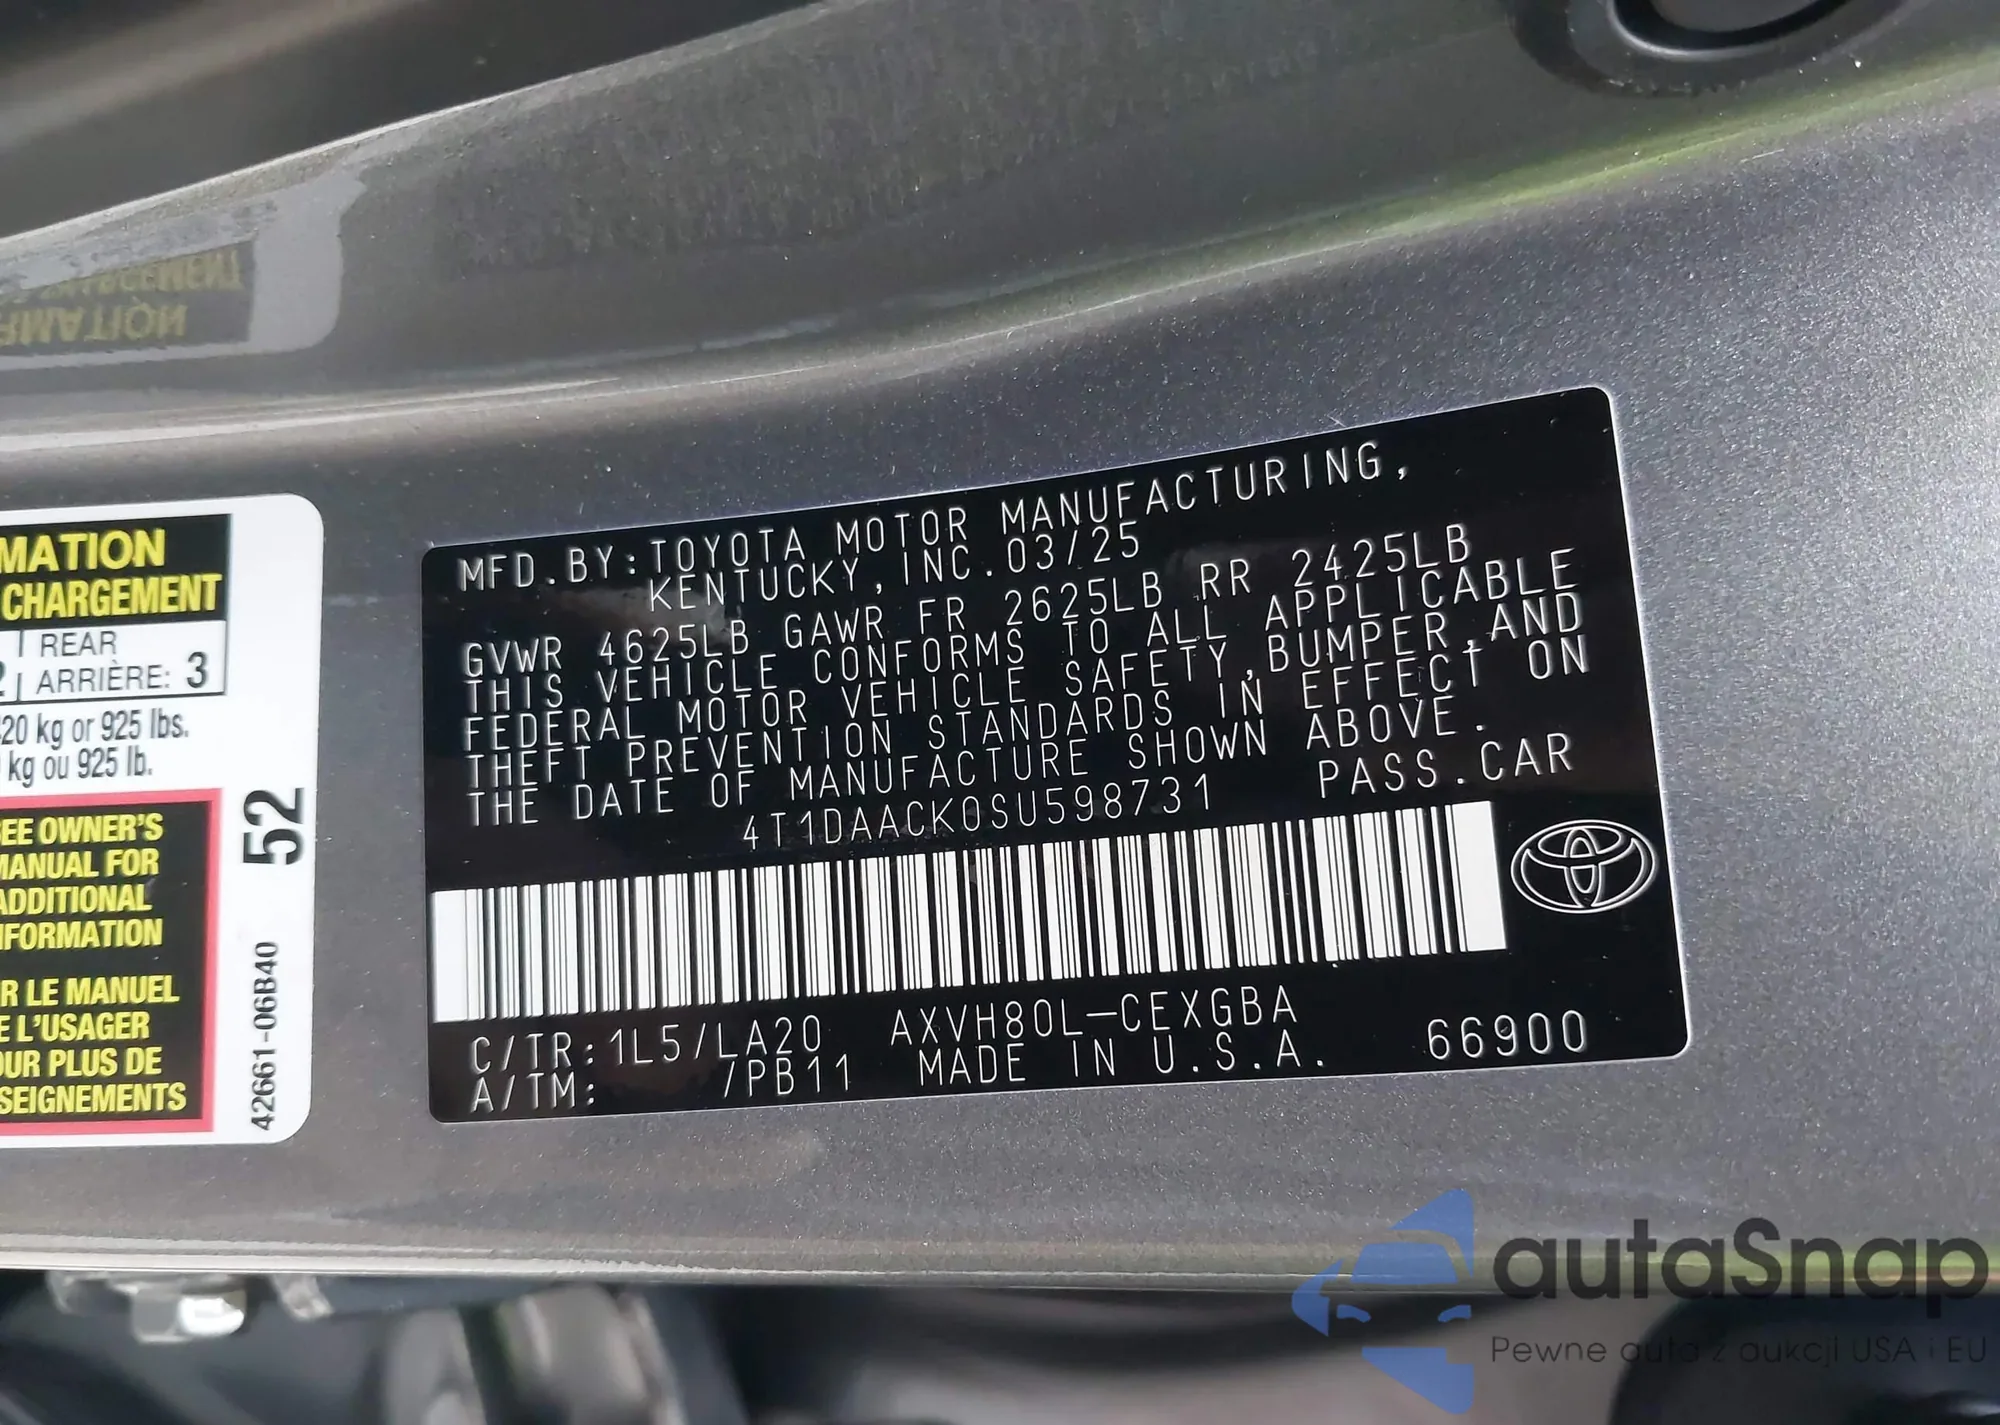 MATION
CHARGEMENT
REAR
ARRIÈRE: 3
20 kg or 925 lbs.
kg ou 925 lb.
EE OWNER'S
MANUAL FOR
ADDITIONAL
FORMATION
R LE MANUEL
E L'USAGER
OUR PLUS DE
SEIGNEMENTS
52
42661-06B40
MFD.BY:TOYOTA MOTOR MANUFACTURING,
KENTUCKY,INC.03/25
GVWR 4625LB GAWR FR 2625LB RR 2425LB
THIS VEHICLE CONFORMS TO ALL APPLICABLE
FEDERAL MOTOR VEHICLE SAFETY,BUMPER,AND
THEFT PREVENTION STANDARDS IN EFFECT ON
THE DATE OF MANUFACTURE SHOWN ABOVE.
4T1DAACK0SU598731 PASS.CAR
C/TR:1L5/LA20 AXVH80L-CEXGBA
A/TM: /PB11 MADE IN U.S.A. 66900
autaSnap
Pewne auta z aukcji USA i EU